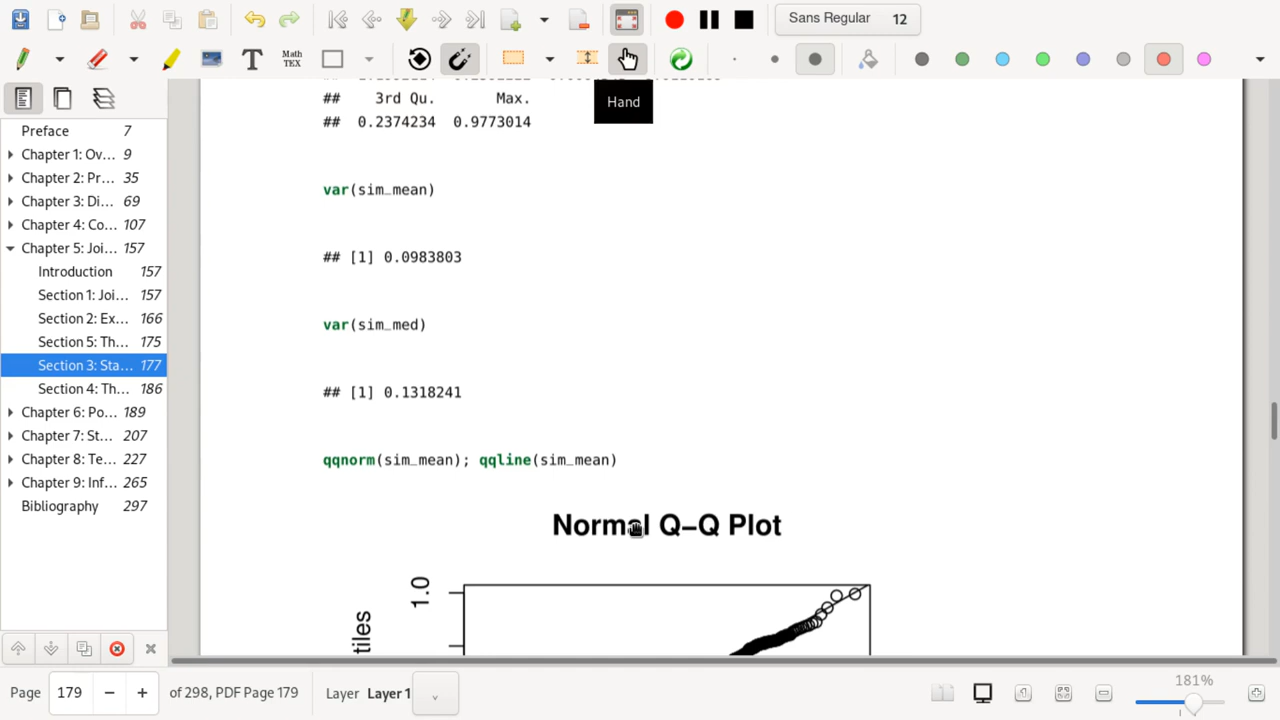 Sans Regular 12
Math
TEX
Hand
Preface 7
Chapter 1: Ov... 9
Chapter 2: Pr... 35
Chapter 3: Di... 69
Chapter 4: Co... 107
Chapter 5: Joi... 157
Introduction 157
Section 1: Joi... 157
Section 2: Ex... 166
Section 5: Th... 175
Section 3: Sta... 177
Section 4: Th... 186
Chapter 6: Po... 189
Chapter 7: St... 207
Chapter 8: Te... 227
Chapter 9: Inf... 265
Bibliography 297
## 3rd Qu. Max.
## 0.2374234 0.9773014
var(sim_mean)
## [1] 0.0983803
var(sim_med)
## [1] 0.1318241
qqnorm(sim_mean); qqline(sim_mean)
Normal Q–Q Plot
1.0
tiles
Page 179 of 298, PDF Page 179
Layer Layer 1
181%